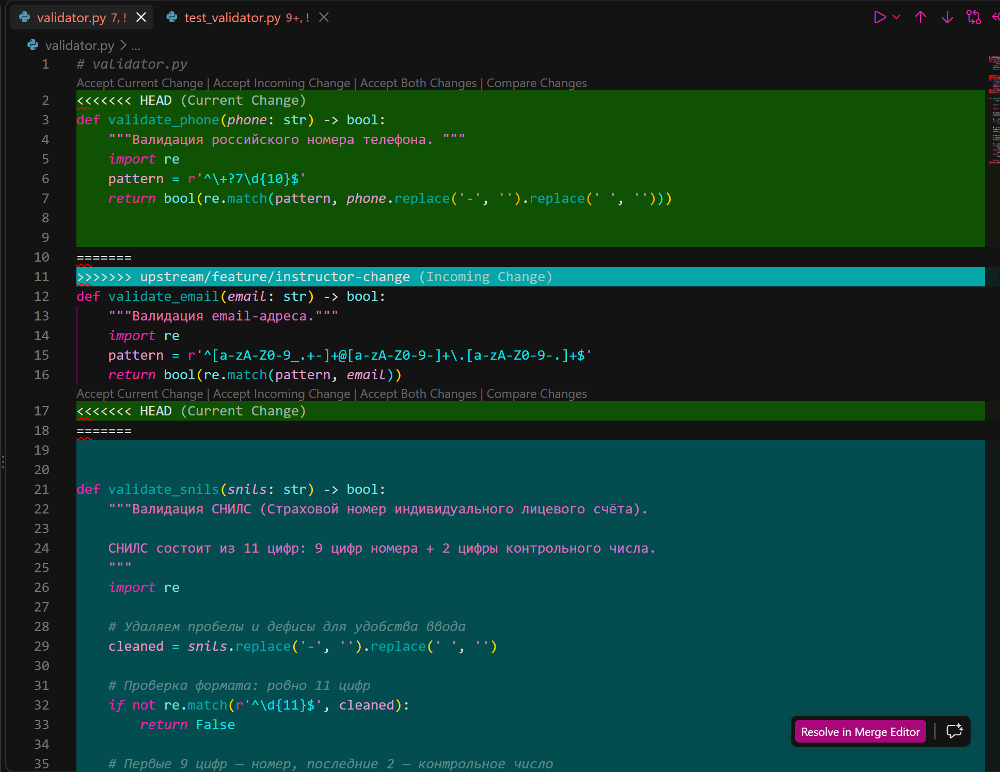 validator.py 7, !
test_validator.py 9+, !
validator.py > ...
1 # validator.py
Accept Current Change | Accept Incoming Change | Accept Both Changes | Compare Changes
2 <<<<<<< HEAD (Current Change)
3 def validate_phone(phone: str) -> bool:
4     """Валидация российского номера телефона. """
5     import re
6     pattern = r'^\+?7\d{10}$'
7     return bool(re.match(pattern, phone.replace('-', '').replace(' ', '')))
8
9
10 =======
11 >>>>>>> upstream/feature/instructor-change (Incoming Change)
12 def validate_email(email: str) -> bool:
13     """Валидация email-адреса."""
14     import re
15     pattern = r'^[a-zA-Z0-9_.+-]+@[a-zA-Z0-9-]+\.[a-zA-Z0-9-.]+$'
16     return bool(re.match(pattern, email))
Accept Current Change | Accept Incoming Change | Accept Both Changes | Compare Changes
17 <<<<<<< HEAD (Current Change)
18 =======
19
20
21 def validate_snils(snils: str) -> bool:
22     """Валидация СНИЛС (Страховой номер индивидуального лицевого счёта).
23
24     СНИЛС состоит из 11 цифр: 9 цифр номера + 2 цифры контрольного числа.
25     """
26     import re
27
28     # Удаляем пробелы и дефисы для удобства ввода
29     cleaned = snils.replace('-', '').replace(' ', '')
30
31     # Проверка формата: ровно 11 цифр
32     if not re.match(r'^\d{11}$', cleaned):
33         return False
34
35     # Первые 9 цифр — номер, последние 2 — контрольное число
Resolve in Merge Editor